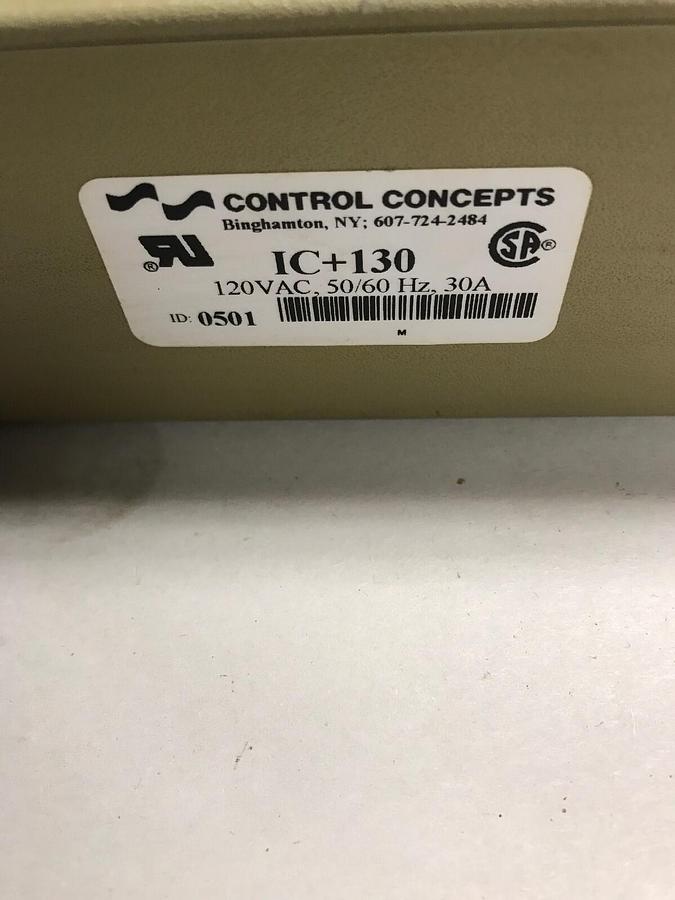 CONTROL CONCEPTS
Binghamton, NY; 607-724-2484
IC+130
120VAC, 50/60 Hz, 30A
ID: 0501
M